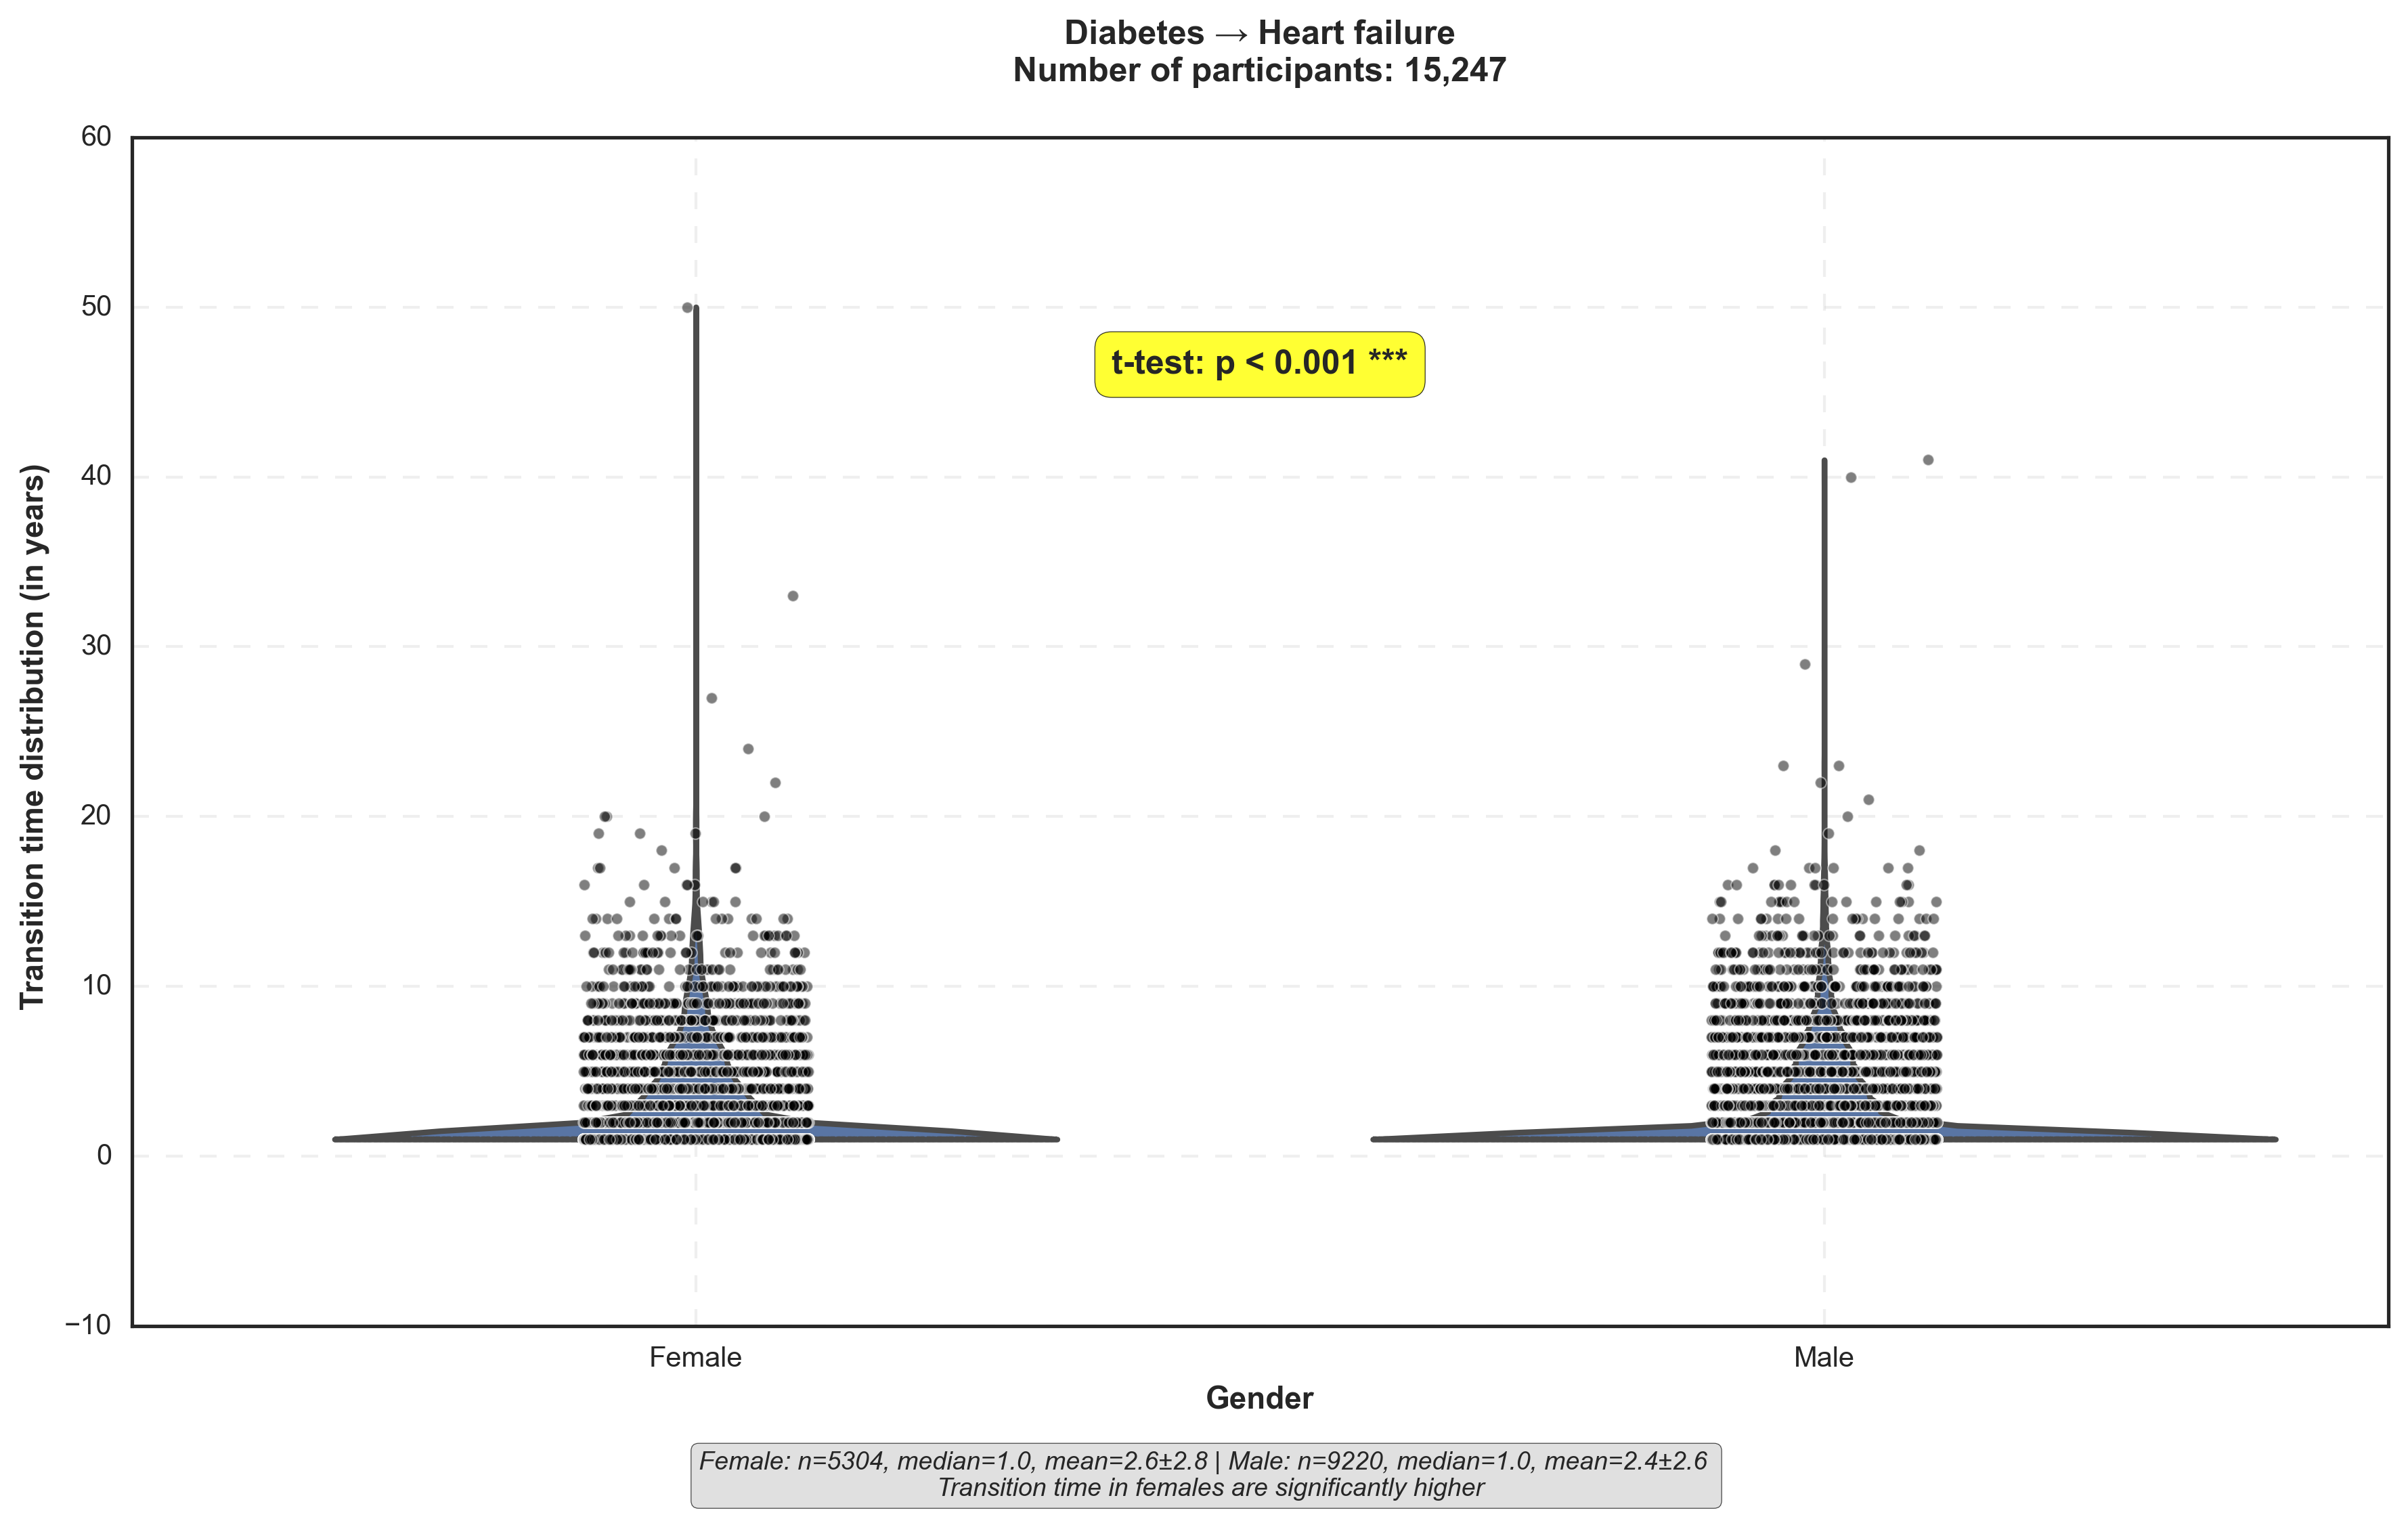 Diabetes → Heart failure
Number of participants: 15,247
60
50
40
30
20
10
0
−10
Transition time distribution (in years)
t-test: p < 0.001 ***
Female
Male
Gender
Female: n=5304, median=1.0, mean=2.6±2.8 | Male: n=9220, median=1.0, mean=2.4±2.6
Transition time in females are significantly higher